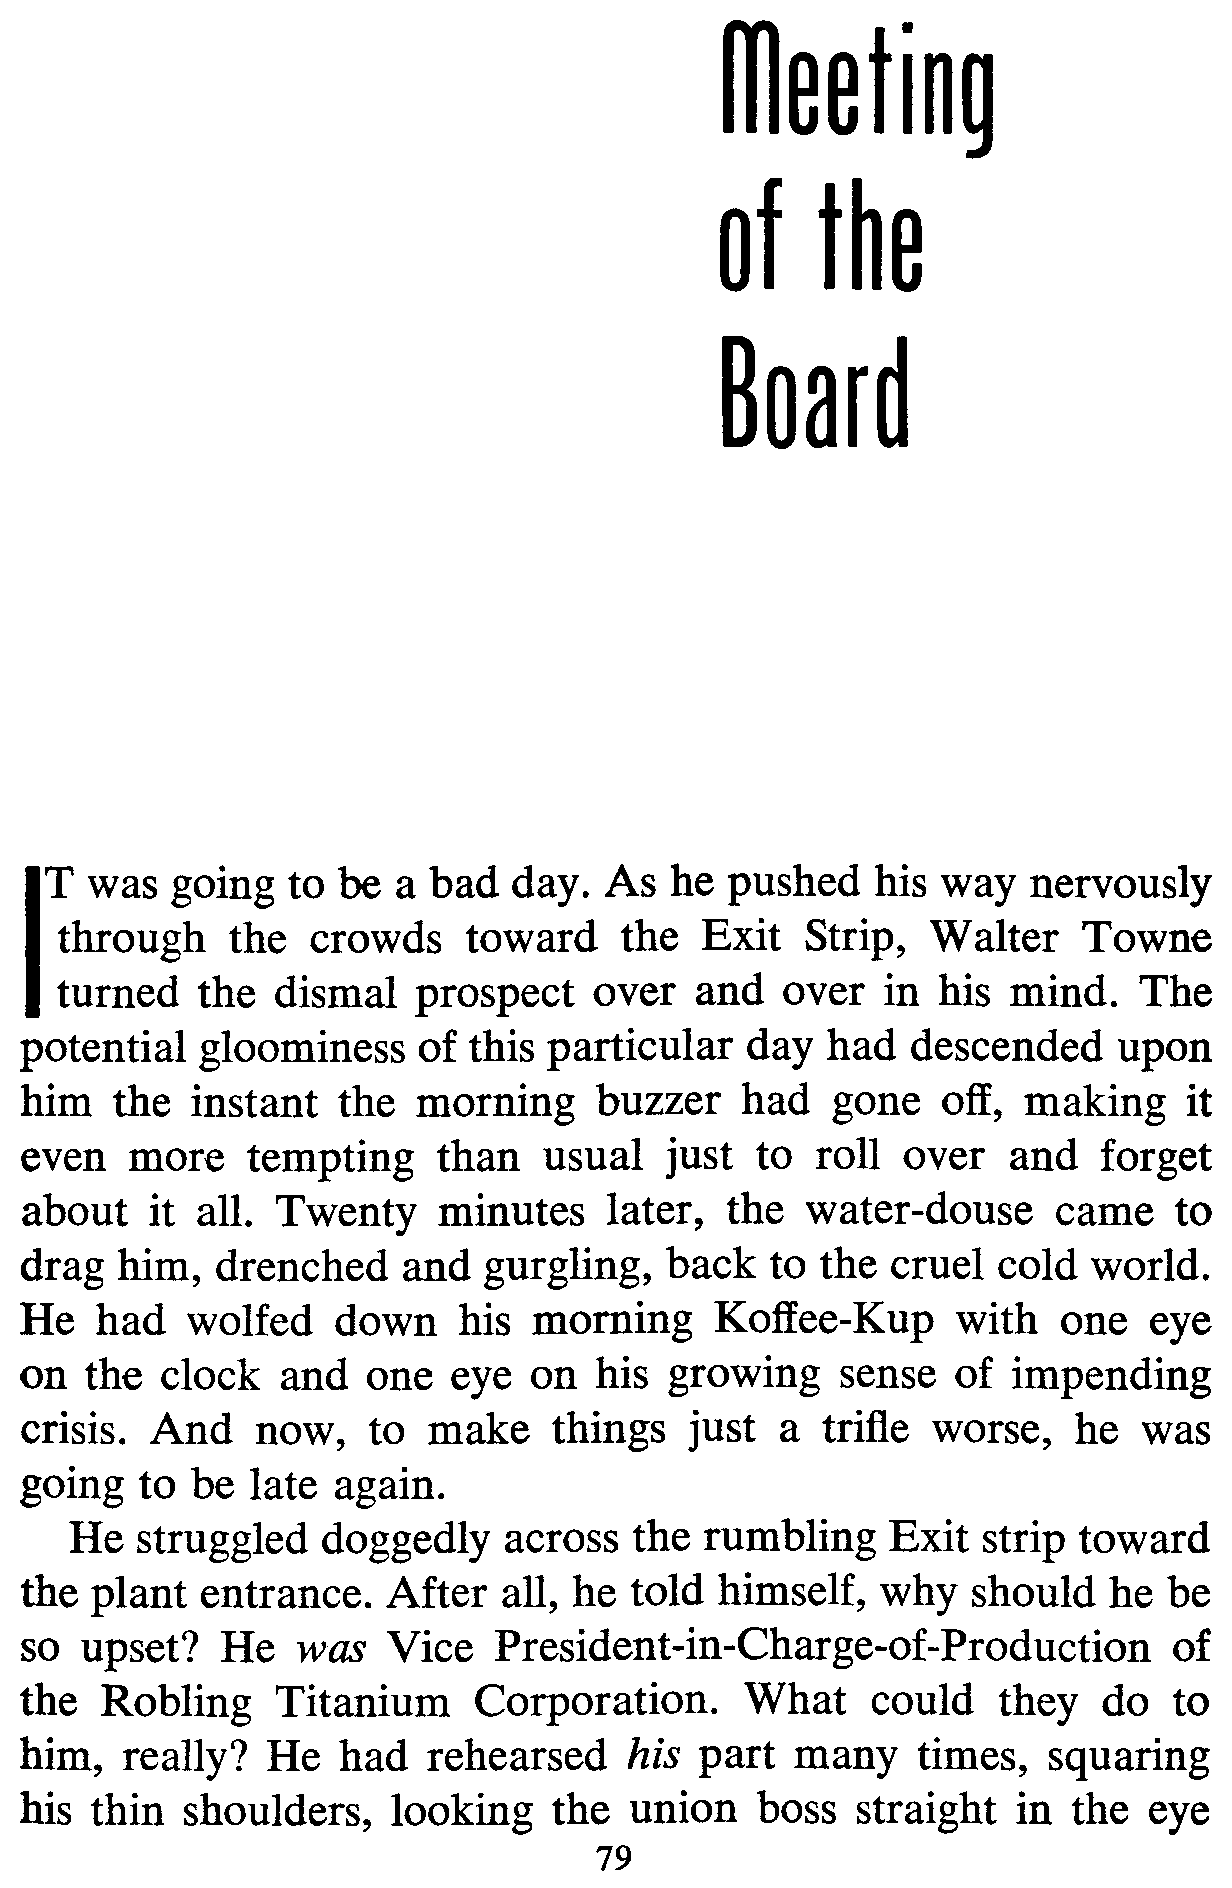 Meeting
of the
Board
IT was going to be a bad day. As he pushed his way nervously
through the crowds toward the Exit Strip, Walter Towne
turned the dismal prospect over and over in his mind. The
potential gloominess of this particular day had descended upon
him the instant the morning buzzer had gone off, making it
even more tempting than usual just to roll over and forget
about it all. Twenty minutes later, the water-douse came to
drag him, drenched and gurgling, back to the cruel cold world.
He had wolfed down his morning Koffee-Kup with one eye
on the clock and one eye on his growing sense of impending
crisis. And now, to make things just a trifle worse, he was
going to be late again.
He struggled doggedly across the rumbling Exit strip toward
the plant entrance. After all, he told himself, why should he be
so upset? He was Vice President-in-Charge-of-Production of
the Robling Titanium Corporation. What could they do to
him, really? He had rehearsed his part many times, squaring
his thin shoulders, looking the union boss straight in the eye
79